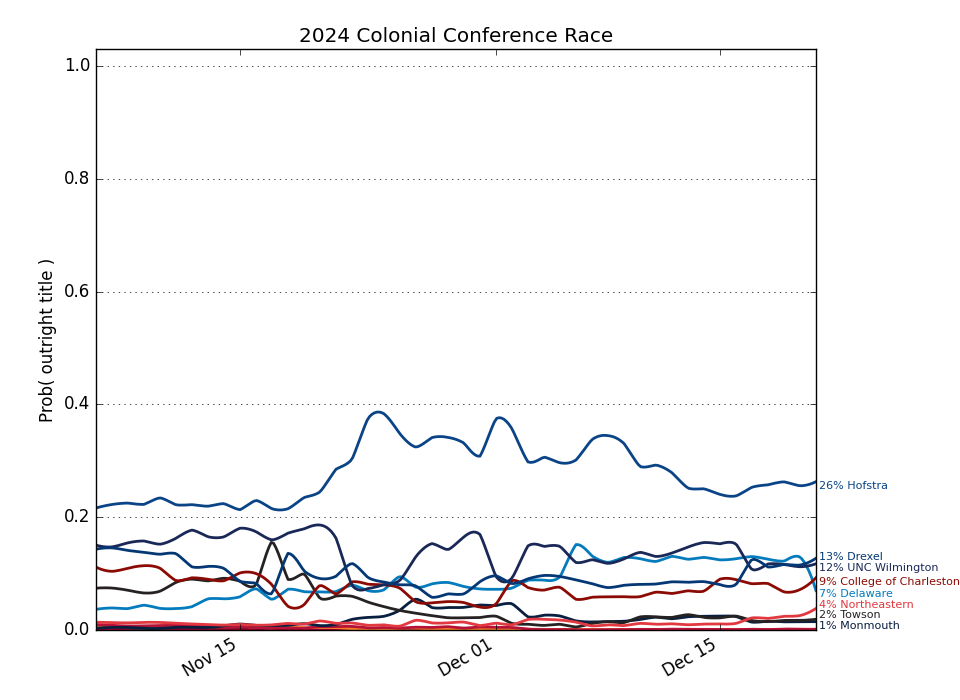 2024 Colonial Conference Race
Prob( outright title )
1.0
0.8
0.6
0.4
0.2
0.0
Nov 15
Dec 01
Dec 15
26% Hofstra
13% Drexel
12% UNC Wilmington
9% College of Charleston
7% Delaware
4% Northeastern
2% Towson
1% Monmouth